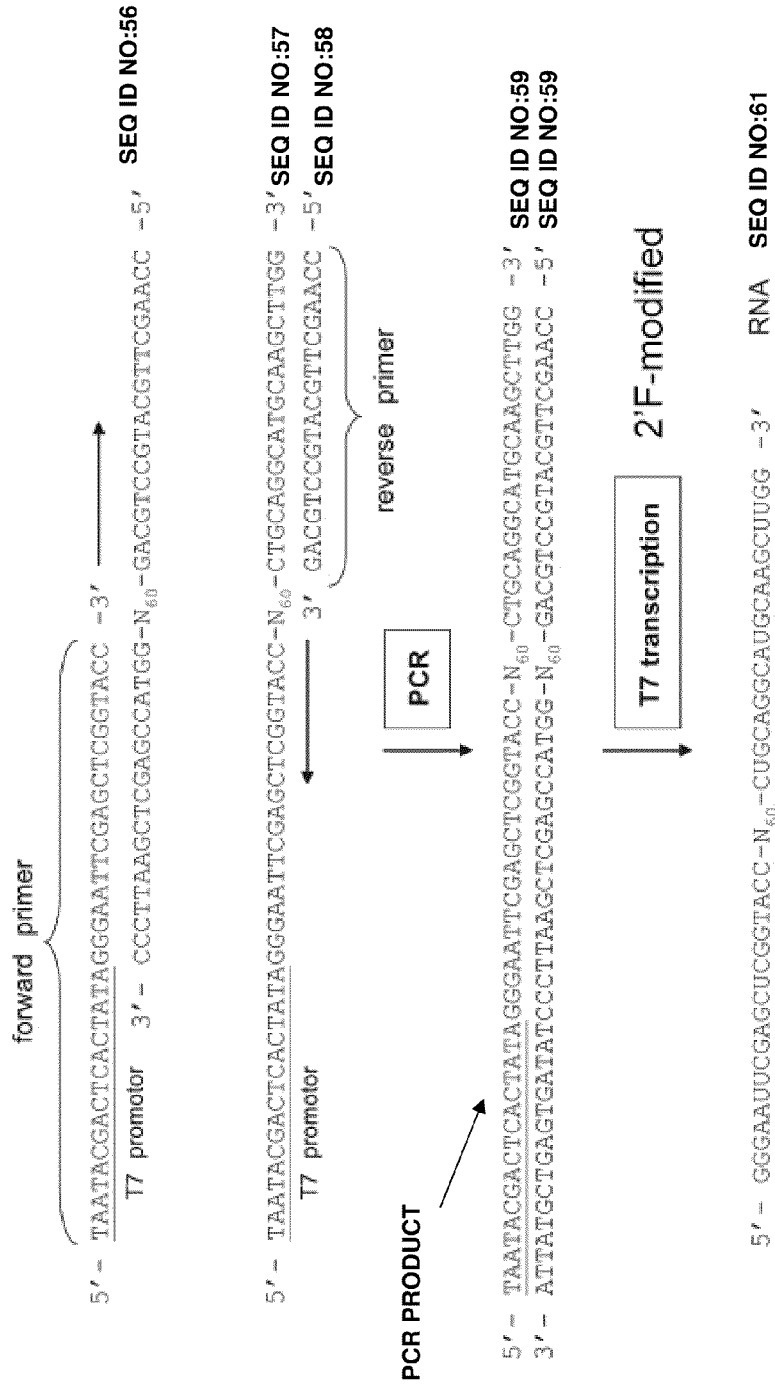 forward primer
5′- TAATACGACTCACTATAGGGAATTCGAGCTCGGTACC -3′
T7 promotor 3′- CCCTTAAGCTCGAGCCATGG-N60-GACGTCCGTACGTTCGAACC -5′ SEQ ID NO:56
5′- TAATACGACTCACTATAGGGAATTCGAGCTCGGTACC-N60-CTGCAGGCATGCAAGCTTGG -3′ SEQ ID NO:57
T7 promotor 3′ GACGTCCGTACGTTCGAACC -5′ SEQ ID NO:58
reverse primer
PCR
PCR PRODUCT
5′- TAATACGACTCACTATAGGGAATTCGAGCTCGGTACC-N60-CTGCAGGCATGCAAGCTTGG -3′ SEQ ID NO:59
3′- ATTATGCTGAGTGATATCCCTTAAGCTCGAGCCATGG-N60-GACGTCCGTACGTTCGAACC -5′ SEQ ID NO:59
T7 transcription 2′F-modified
5′- GGGAAUUCGAGCUCGGUACC-N60-CUGCAGGCAUGCAAGCUUGG -3′ RNA SEQ ID NO:61